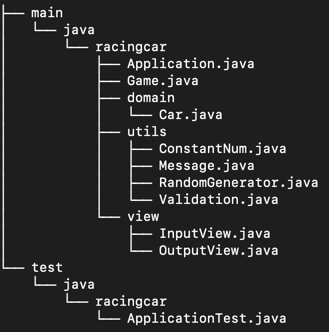 ├── main
│   └── java
│       └── racingcar
│           ├── Application.java
│           ├── Game.java
│           ├── domain
│           │   └── Car.java
│           ├── utils
│           │   ├── ConstantNum.java
│           │   ├── Message.java
│           │   ├── RandomGenerator.java
│           │   └── Validation.java
│           └── view
│               ├── InputView.java
│               └── OutputView.java
└── test
    └── java
        └── racingcar
            └── ApplicationTest.java